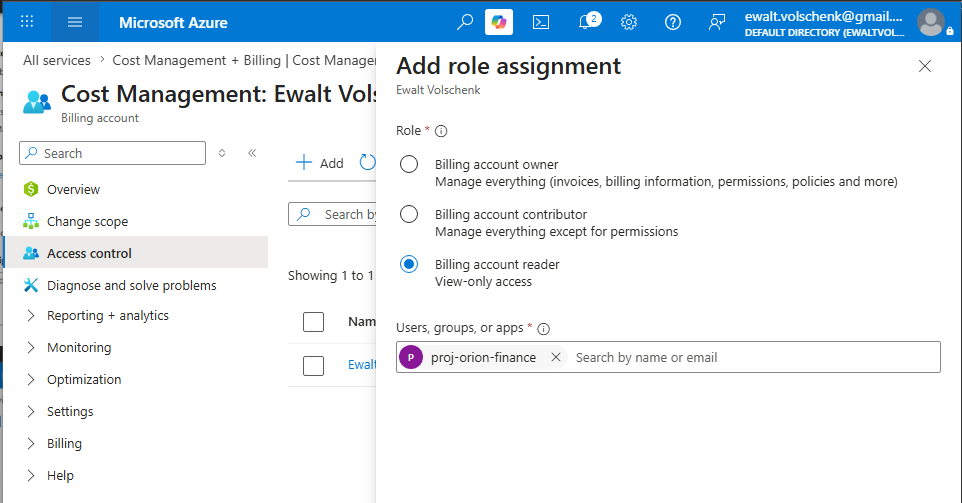 Microsoft Azure
2
ewalt.volschenk@gmail....
DEFAULT DIRECTORY (EWALTVOL...
All services > Cost Management + Billing | Cost Manager
Cost Management: Ewalt Vols
Billing account
Search
Overview
Change scope
Access control
Diagnose and solve problems
Reporting + analytics
Monitoring
Optimization
Settings
Billing
Help
Add
Search by
Showing 1 to 1
Nam
Ewalt
Add role assignment
Ewalt Volschenk
Role *
Billing account owner
Manage everything (invoices, billing information, permissions, policies and more)
Billing account contributor
Manage everything except for permissions
Billing account reader
View-only access
Users, groups, or apps *
P proj-orion-finance Search by name or email